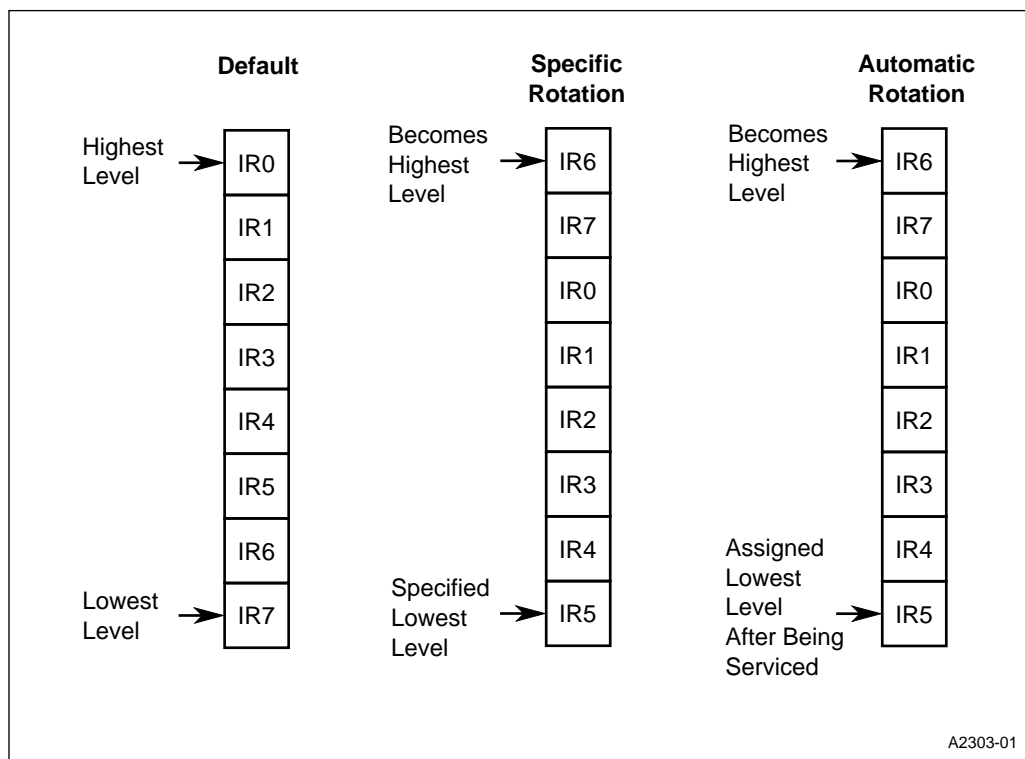 Default
Highest
Level
IR0
IR1
IR2
IR3
IR4
IR5
IR6
IR7
Lowest
Level
Specific
Rotation
Becomes
Highest
Level
IR6
IR7
IR0
IR1
IR2
IR3
IR4
IR5
Specified
Lowest
Level
Automatic
Rotation
Becomes
Highest
Level
IR6
IR7
IR0
IR1
IR2
IR3
IR4
IR5
Assigned
Lowest
Level
After Being
Serviced
A2303-01